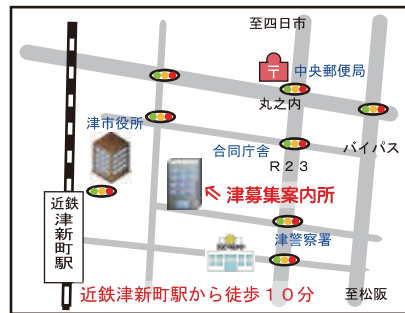 至四日市
中央郵便局
丸之内
津市役所
合同庁舎
バイパス
R23
近鉄
津新町駅
津募集案内所
津警察署
近鉄津新町駅から徒歩10分
至松阪